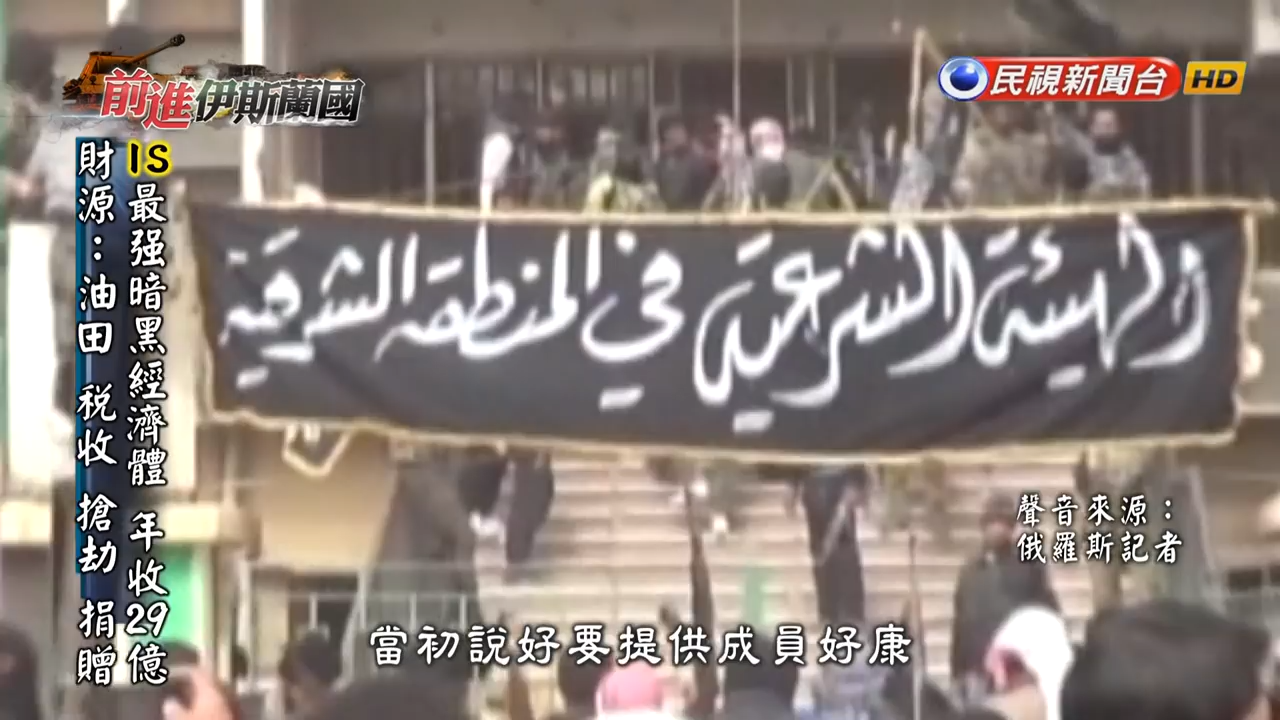 前進伊斯蘭國
民視新聞台 HD
IS最强暗黑經濟體 年收29億
財源：油田 稅收 搶劫 捐贈
الهيئة الشرعية في المنطقة الشرقية
聲音來源：
俄羅斯記者
當初說好要提供成員好康